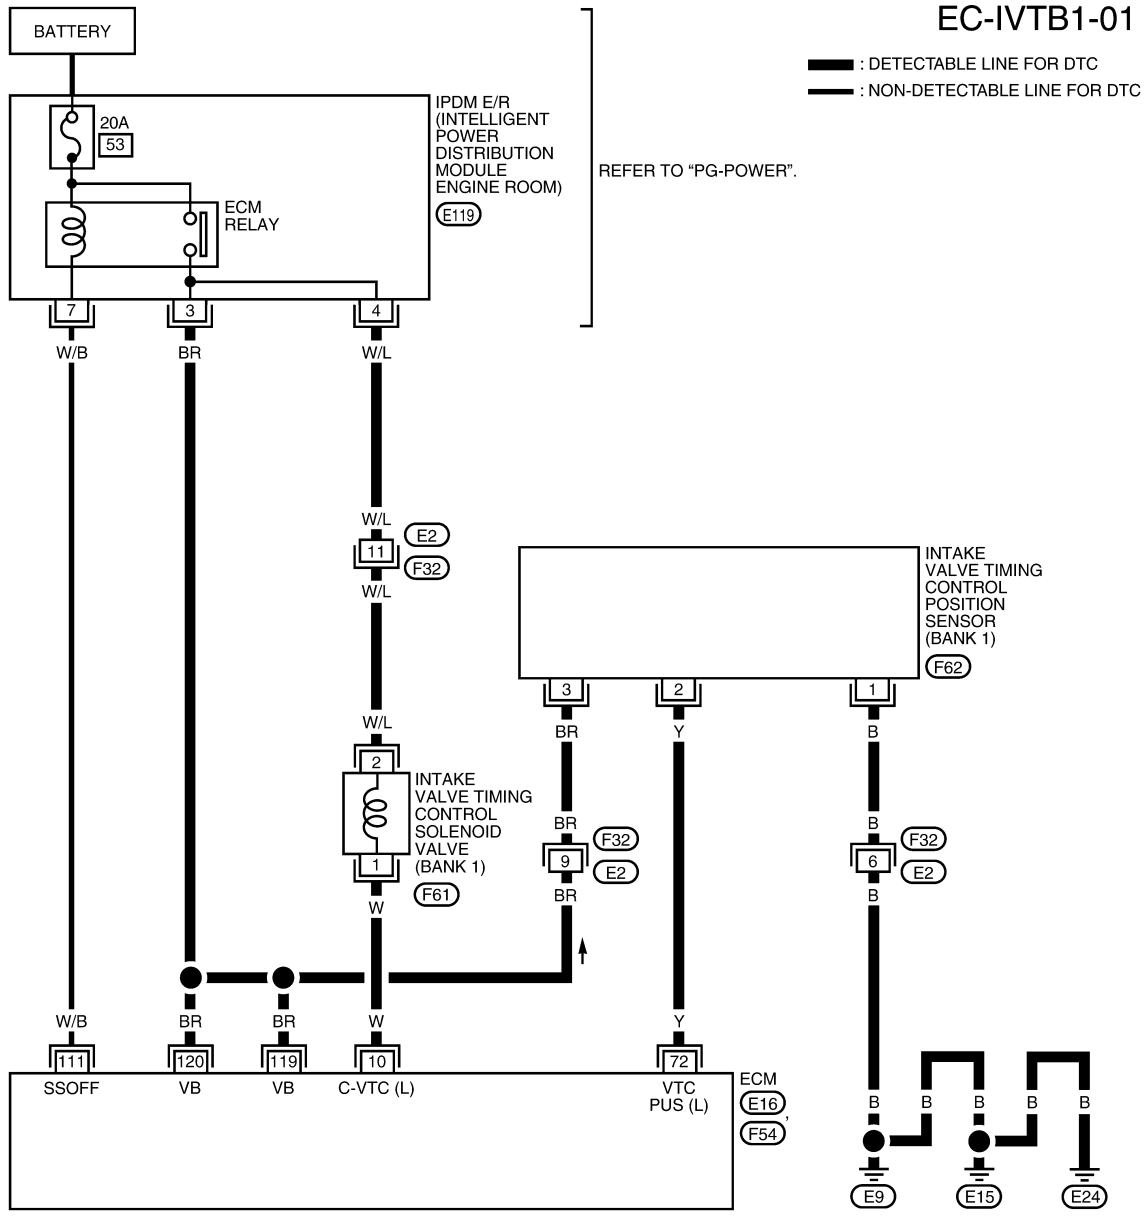 EC-IVTB1-01
: DETECTABLE LINE FOR DTC
: NON-DETECTABLE LINE FOR DTC
BATTERY
20A
53
IPDM E/R
(INTELLIGENT
POWER
DISTRIBUTION
MODULE
ENGINE ROOM)
E119
REFER TO “PG-POWER”.
ECM
RELAY
7 3 4
W/B BR W/L
W/L
11
E2
F32
W/L
INTAKE
VALVE TIMING
CONTROL
POSITION
SENSOR
(BANK 1)
F62
3 2 1
BR Y B
W/L
2
INTAKE
VALVE TIMING
CONTROL
SOLENOID
VALVE
(BANK 1)
1
F61
W
BR B
9
F32
E2
6
F32
E2
BR B
W/B BR BR W Y
111 120 119 10 72
SSOFF VB VB C-VTC (L) VTC
PUS (L)
ECM
E16 ,
F54
B B B B B
E9 E15 E24